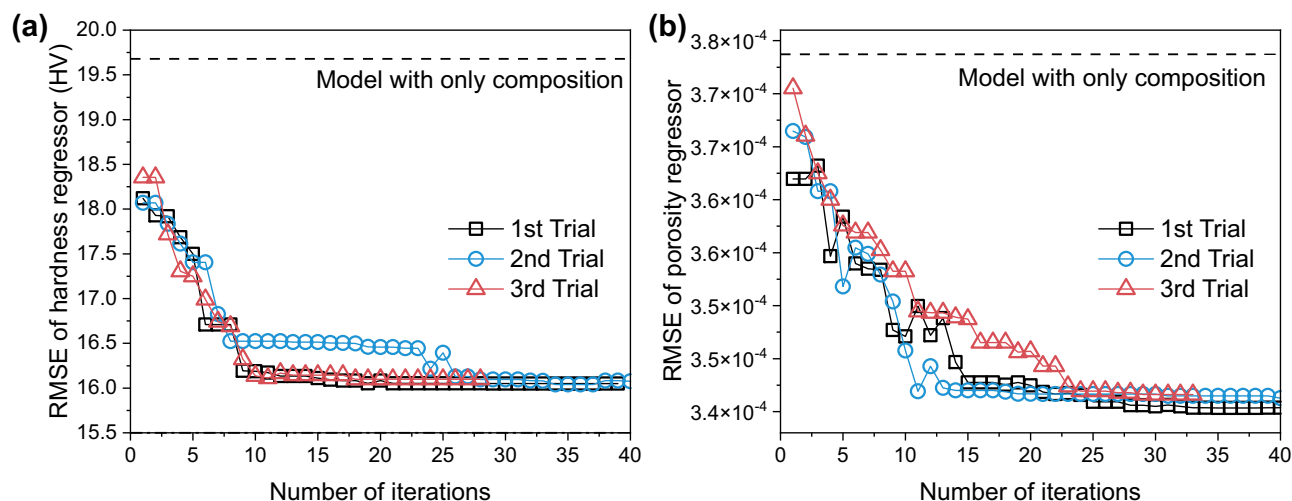 (a)
RMSE of hardness regressor (HV)
20.0
19.5
19.0
18.5
18.0
17.5
17.0
16.5
16.0
15.5
Model with only composition
1st Trial
2nd Trial
3rd Trial
0 5 10 15 20 25 30 35 40
Number of iterations
(b)
RMSE of porosity regressor
3.8×10⁻⁴
3.7×10⁻⁴
3.7×10⁻⁴
3.6×10⁻⁴
3.6×10⁻⁴
3.5×10⁻⁴
3.5×10⁻⁴
3.4×10⁻⁴
Model with only composition
1st Trial
2nd Trial
3rd Trial
0 5 10 15 20 25 30 35 40
Number of iterations